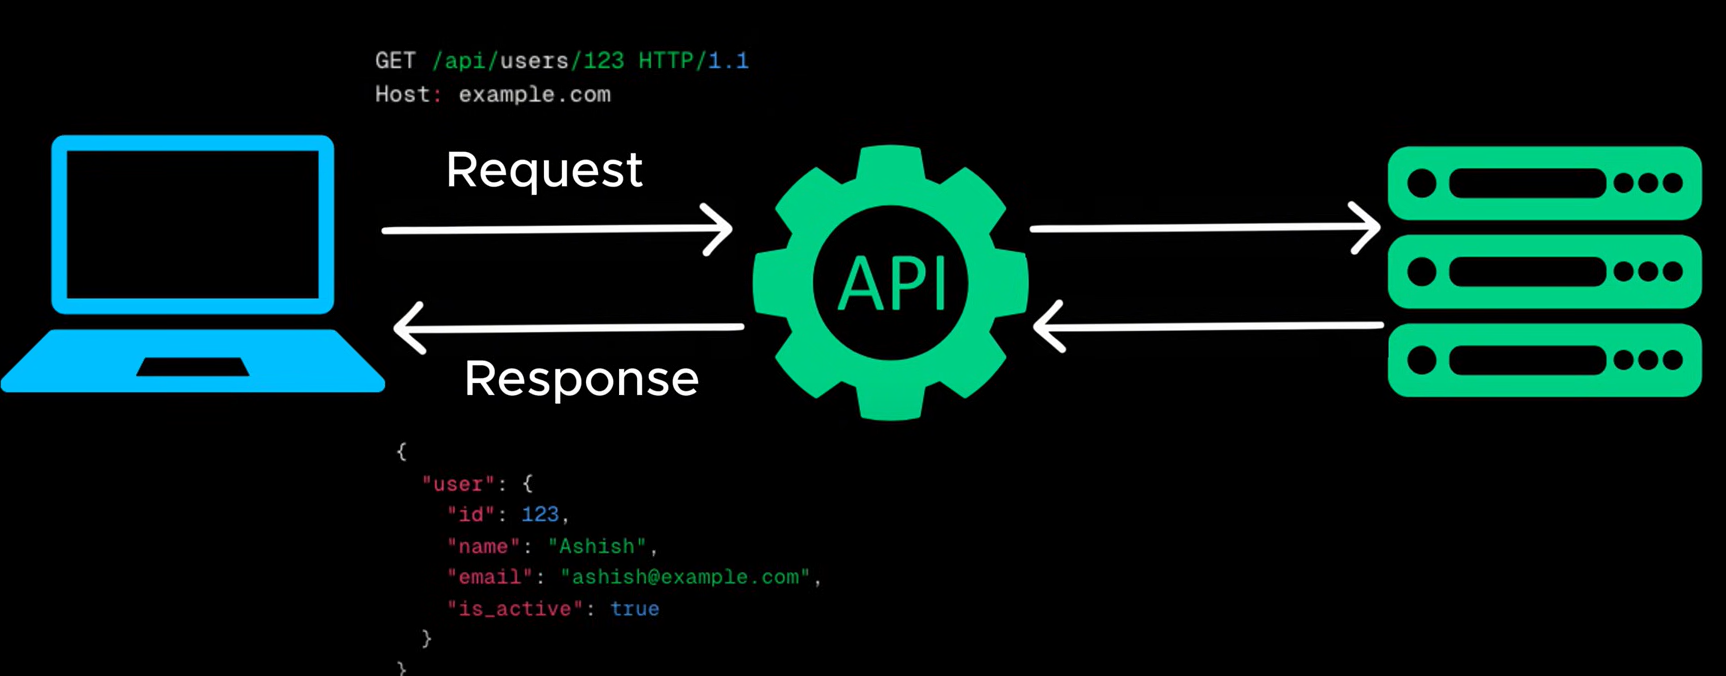 GET /api/users/123 HTTP/1.1
Host: example.com
Request
API
Response
{
  "user": {
    "id": 123,
    "name": "Ashish",
    "email": "ashish@example.com",
    "is_active": true
  }
}